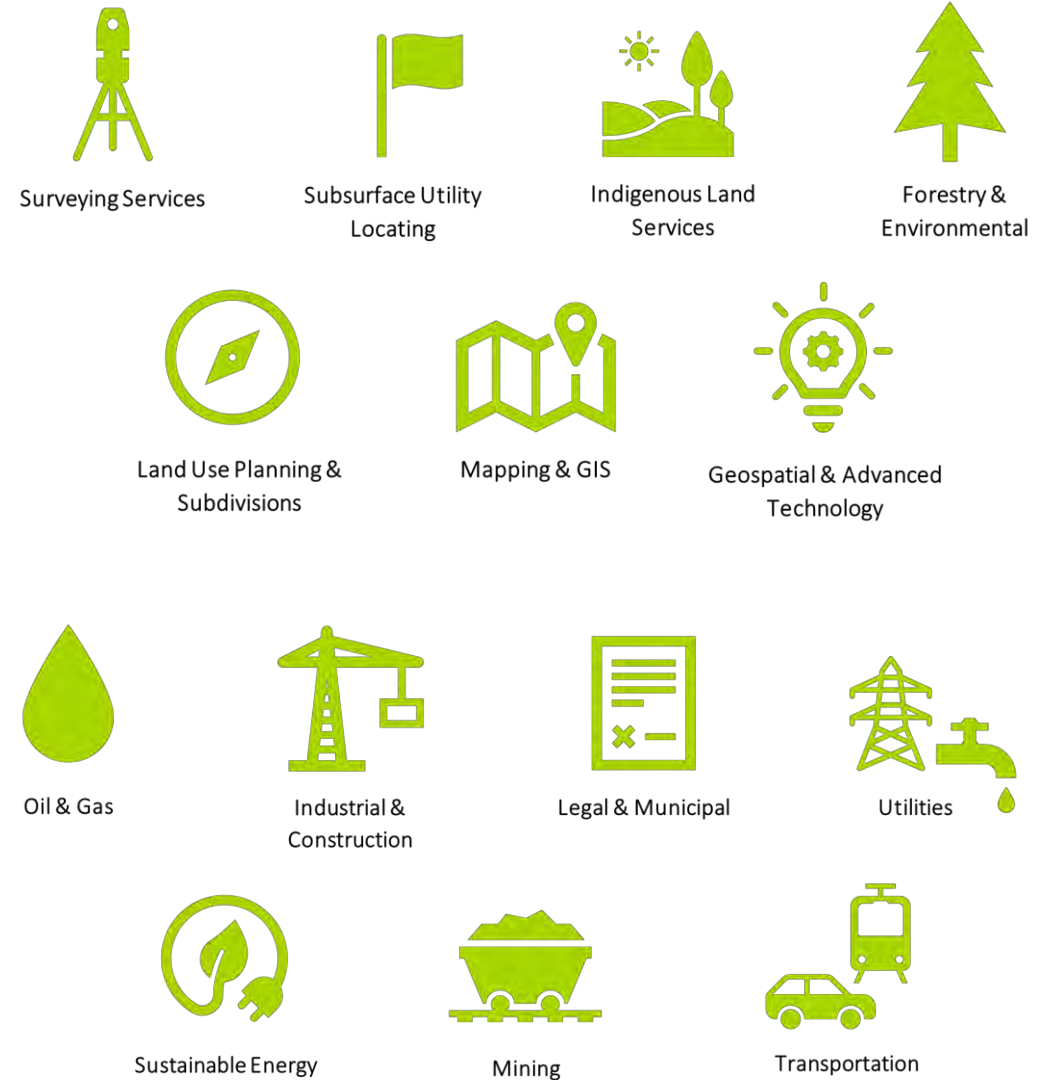 Surveying Services
Subsurface Utility
Locating
Indigenous Land
Services
Forestry &
Environmental
Land Use Planning &
Subdivisions
Mapping & GIS
Geospatial & Advanced
Technology
Oil & Gas
Industrial &
Construction
Legal & Municipal
Utilities
Sustainable Energy
Mining
Transportation